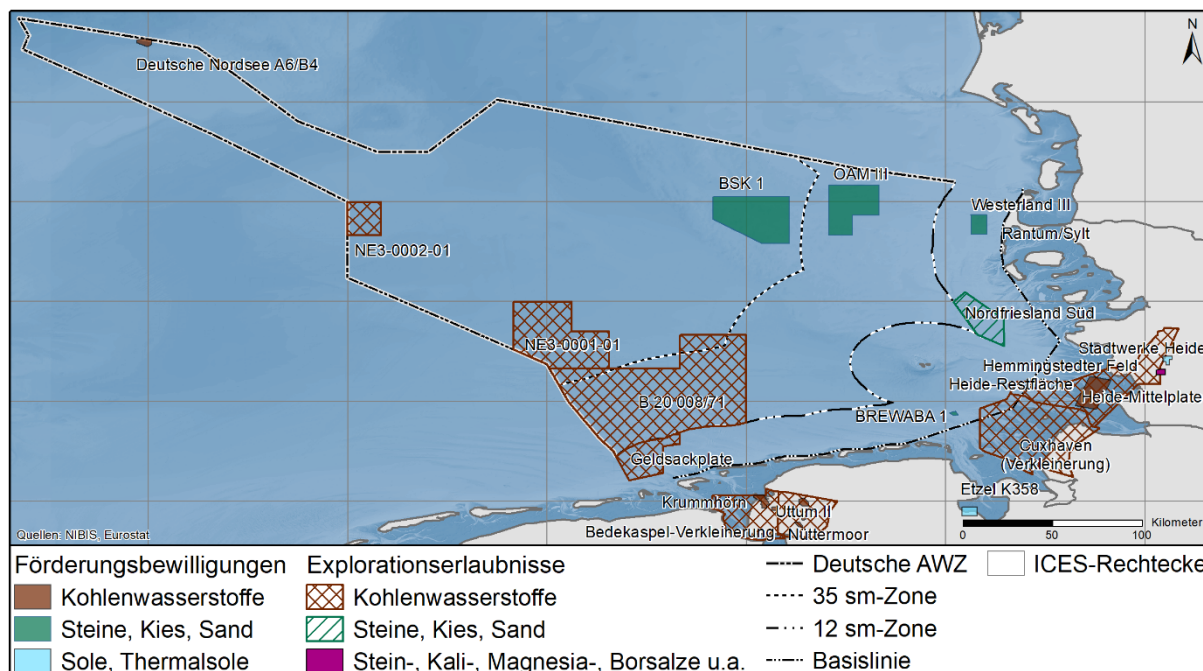 N
Deutsche Nordsee A6/B4
BSK 1
OAM III
Westerland III
Rantum/Sylt
NE3-0002-01
Nordfriesland Süd
NE3-0001-01
Stadtwerke Heide
Hemmingstedter Feld
Heide-Restfläche
Heide-Mittelplate
B 20 008/71
BREWABA 1
Cuxhaven
(Verkleinerung)
Geldsackplate
Etzel K358
Krummhörn
Uttum II
Bedekaspel-Verkleinerung
Nüttermoor
Kilometer
0
50
100
Quellen: NIBIS, Eurostat
Förderungsbewilligungen
Kohlenwasserstoffe
Steine, Kies, Sand
Sole, Thermalsole
Explorationserlaubnisse
Kohlenwasserstoffe
Steine, Kies, Sand
Stein-, Kali-, Magnesia-, Borsalze u.a.
Deutsche AWZ
35 sm-Zone
12 sm-Zone
Basislinie
ICES-Rechtecke